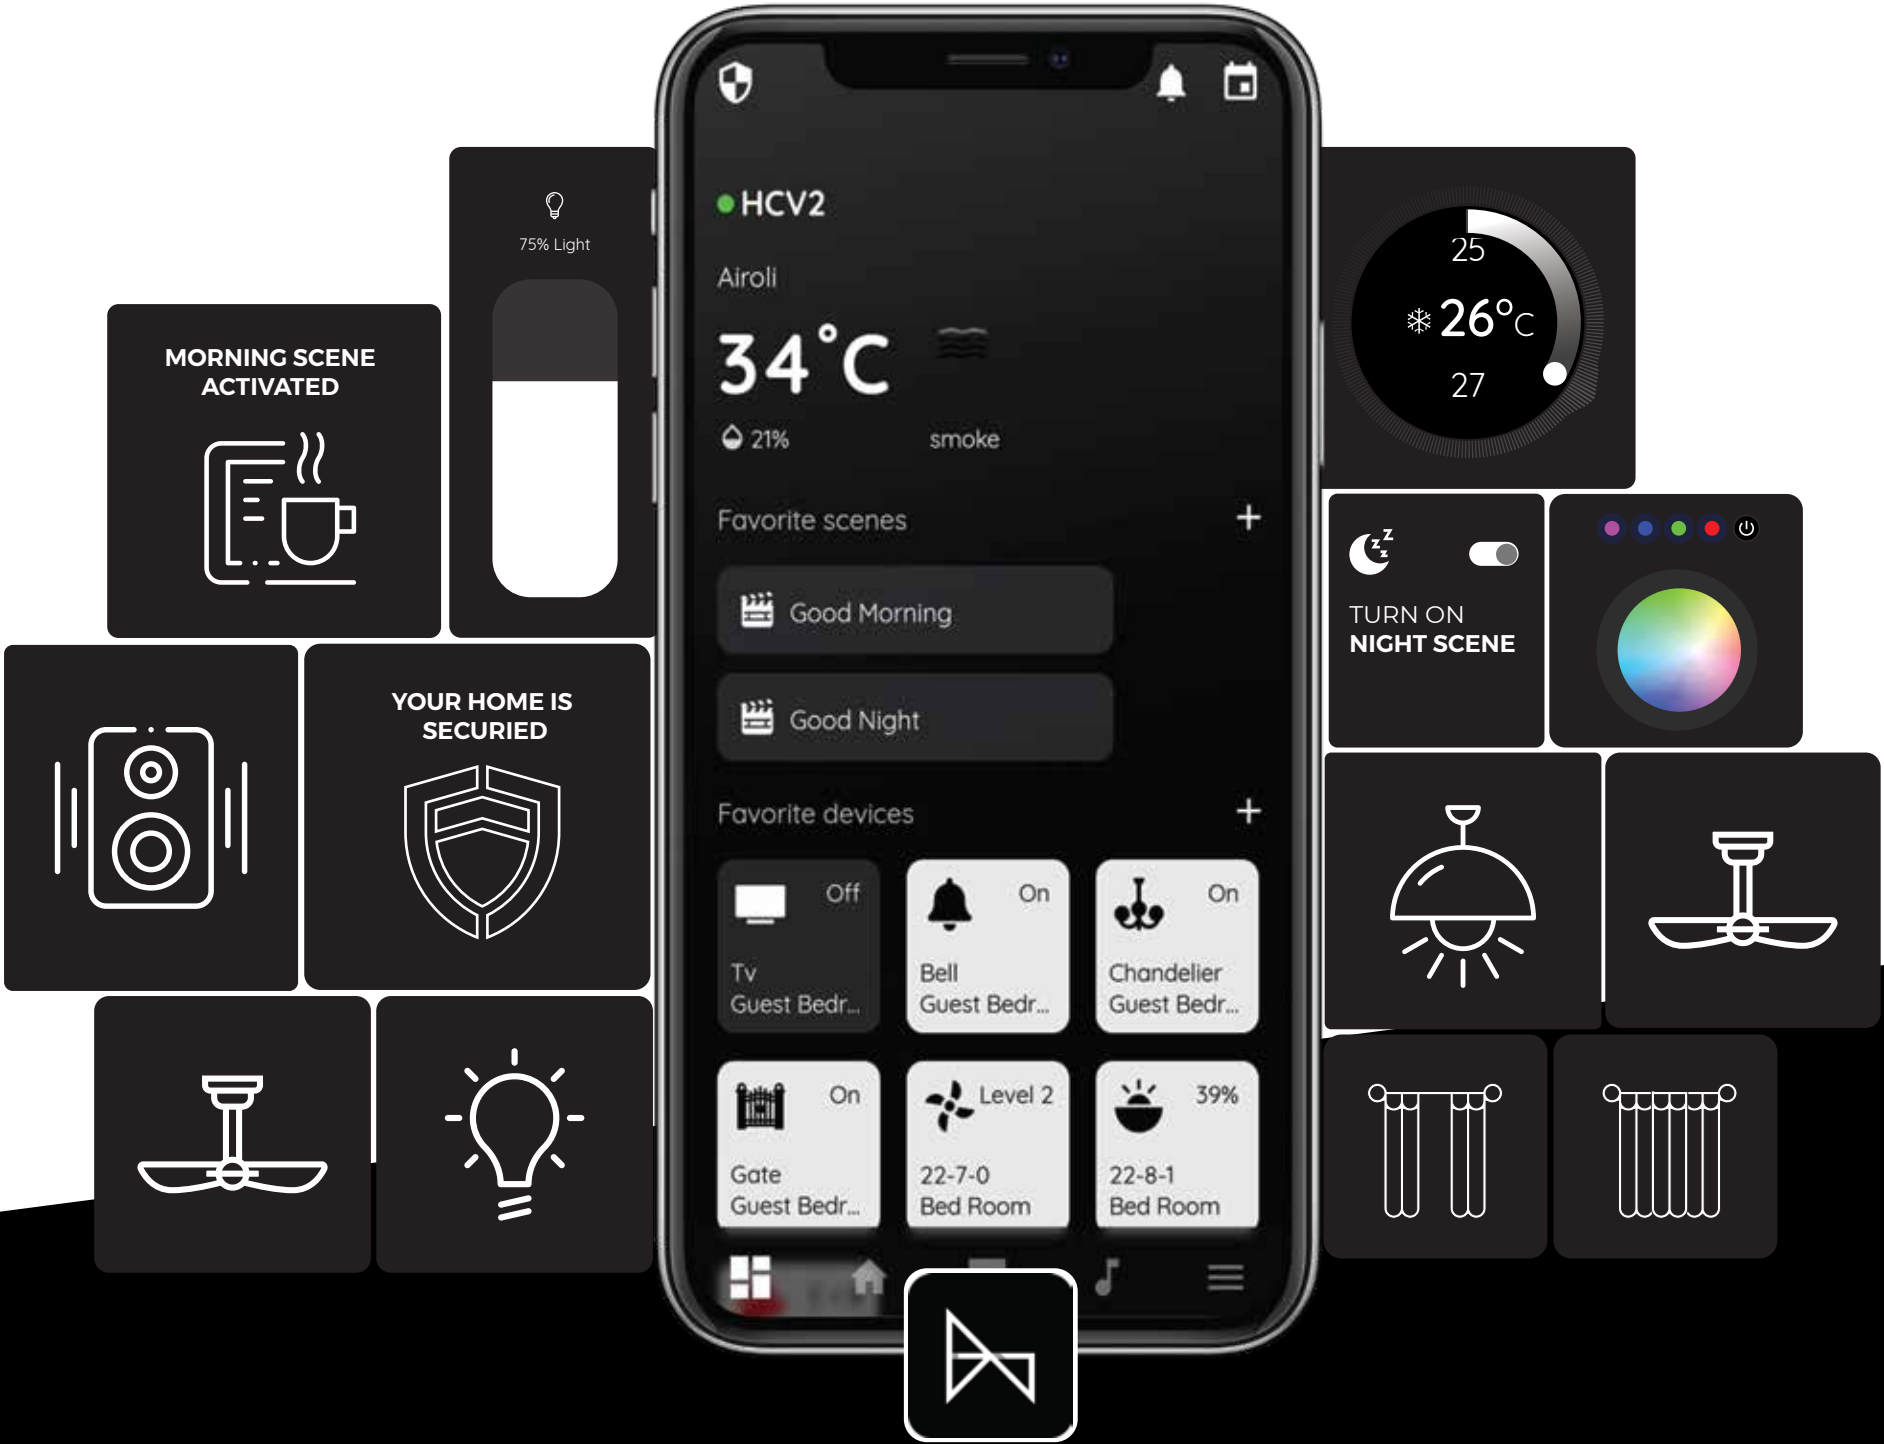 75% Light
MORNING SCENE
ACTIVATED
YOUR HOME IS
SECURIED
HCV2
Airoli
34°C
21%
smoke
Favorite scenes
+
Good Morning
Good Night
Favorite devices
+
Off
Tv
Guest Bedr...
On
Bell
Guest Bedr...
On
Chandelier
Guest Bedr...
On
Gate
Guest Bedr...
Level 2
22-7-0
Bed Room
39%
22-8-1
Bed Room
25
26°C
27
z z z
TURN ON
NIGHT SCENE